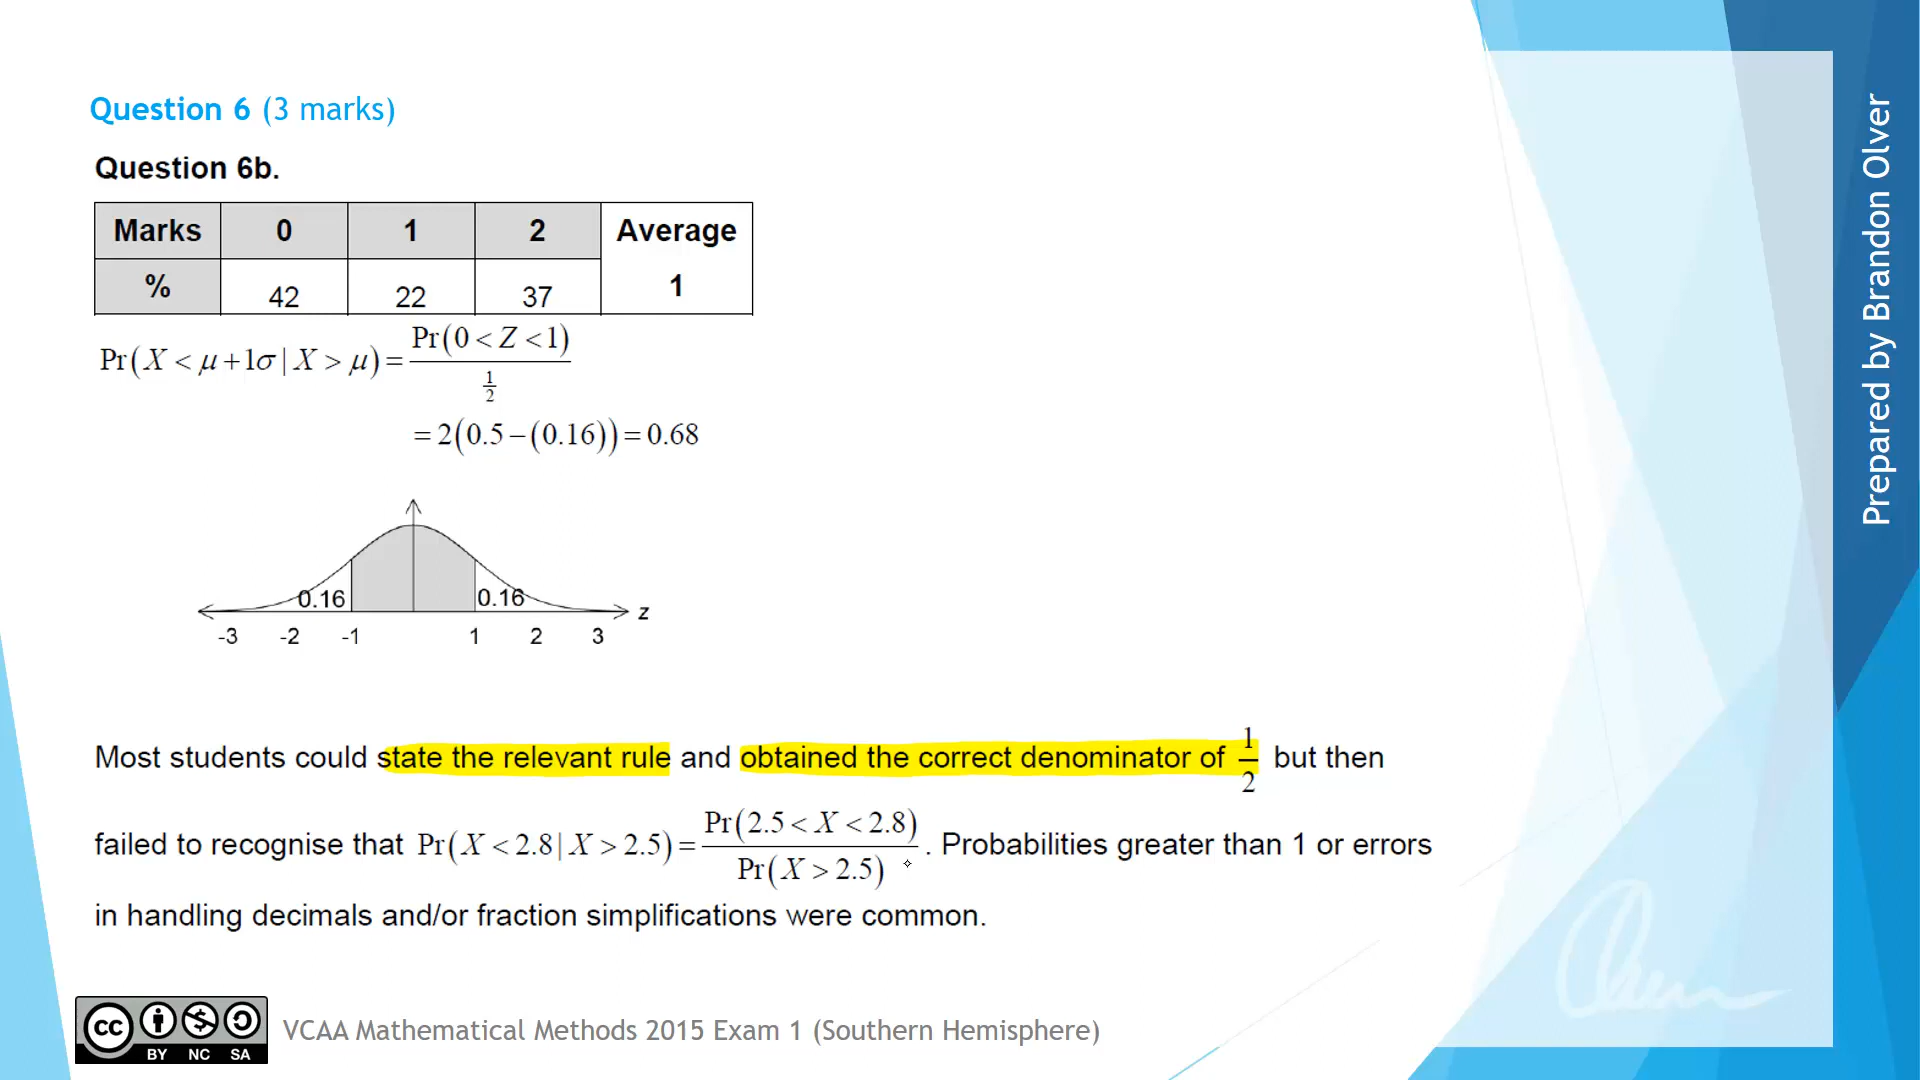 Question 6 (3 marks)
Question 6b.
Marks 0 1 2 Average
% 42 22 37 1
Pr(X < μ + 1σ | X > μ) = Pr(0 < Z < 1) / (1/2)
= 2(0.5 − (0.16)) = 0.68
0.16 0.16 z
-3 -2 -1 1 2 3
Most students could state the relevant rule and obtained the correct denominator of 1/2 but then
failed to recognise that Pr(X < 2.8 | X > 2.5) = Pr(2.5 < X < 2.8) / Pr(X > 2.5) . Probabilities greater than 1 or errors
in handling decimals and/or fraction simplifications were common.
cc BY NC SA
VCAA Mathematical Methods 2015 Exam 1 (Southern Hemisphere)
Prepared by Brandon Olver